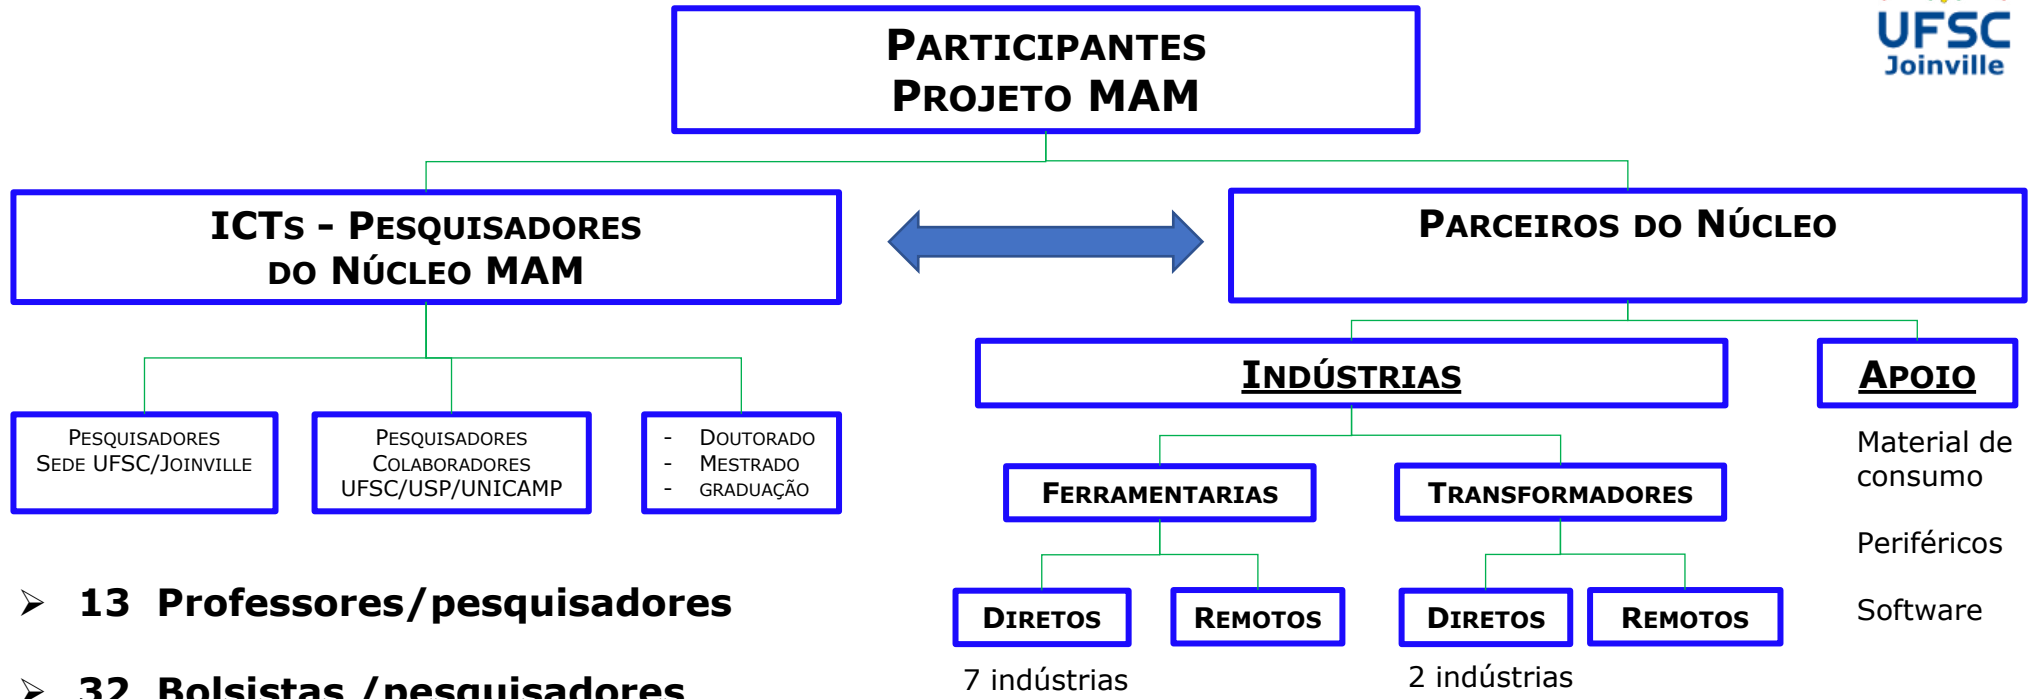 PARTICIPANTES
PROJETO MAM
UFSC
Joinville
ICTS - PESQUISADORES
DO NÚCLEO MAM
PARCEIROS DO NÚCLEO
INDÚSTRIAS
APOIO
PESQUISADORES
SEDE UFSC/JOINVILLE
PESQUISADORES
COLABORADORES
UFSC/USP/UNICAMP
- DOUTORADO
- MESTRADO
- GRADUAÇÃO
FERRAMENTARIAS
TRANSFORMADORES
Material de
consumo
Periféricos
Software
DIRETOS
REMOTOS
DIRETOS
REMOTOS
7 indústrias
2 indústrias
➢ 13 Professores/pesquisadores
➢ 32 Bolsistas /pesquisadores